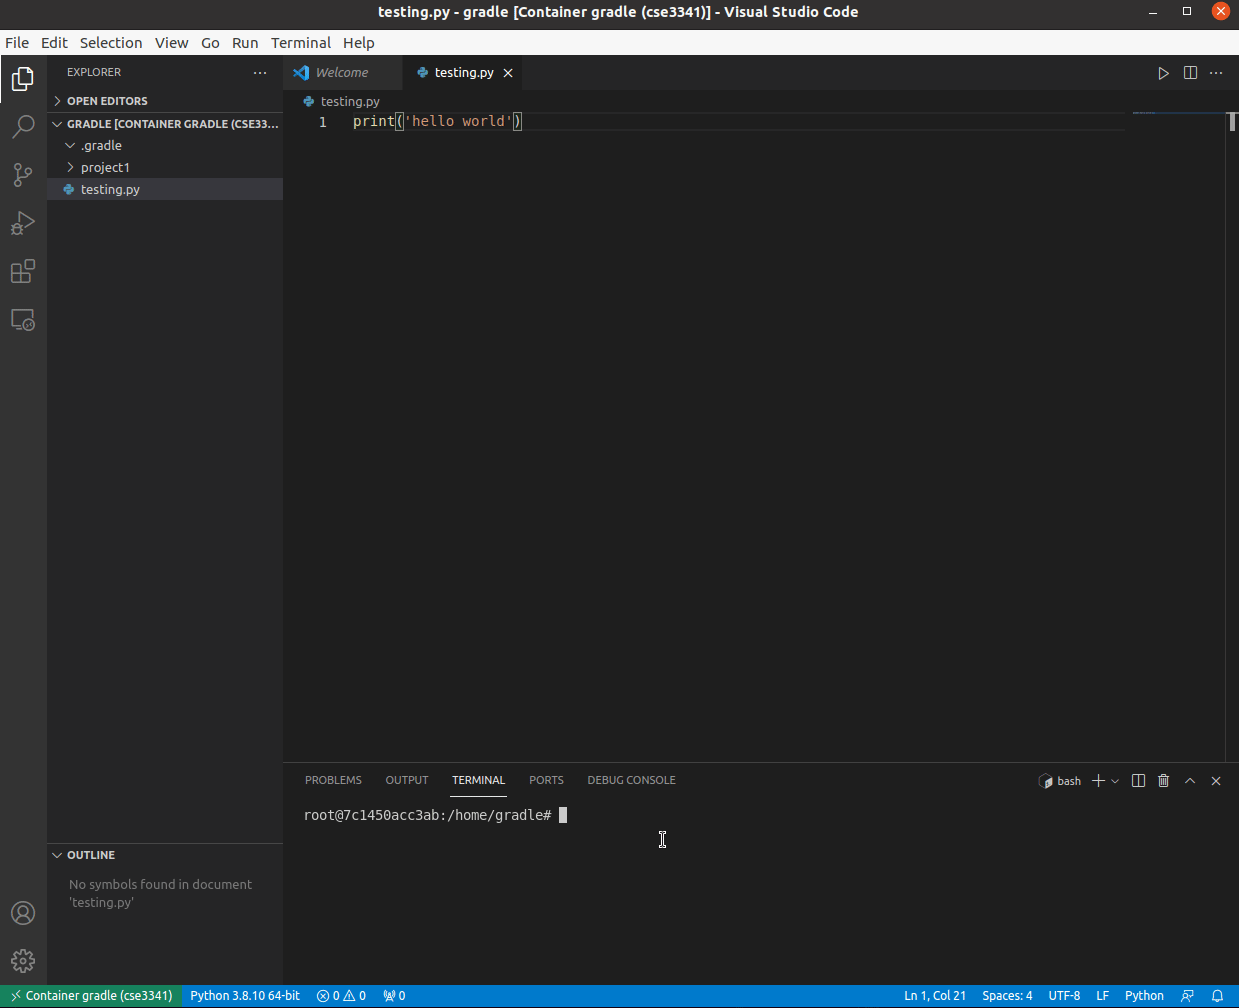 testing.py - gradle [Container gradle (cse3341)] - Visual Studio Code
File Edit Selection View Go Run Terminal Help
EXPLORER ···
OPEN EDITORS
GRADLE [CONTAINER GRADLE (CSE33...
.gradle
project1
testing.py
Welcome
testing.py
testing.py
1 print('hello world')
PROBLEMS OUTPUT TERMINAL PORTS DEBUG CONSOLE
bash
root@7c1450acc3ab:/home/gradle#
OUTLINE
No symbols found in document
'testing.py'
Container gradle (cse3341) Python 3.8.10 64-bit 0 0 0 Ln 1, Col 21 Spaces: 4 UTF-8 LF Python